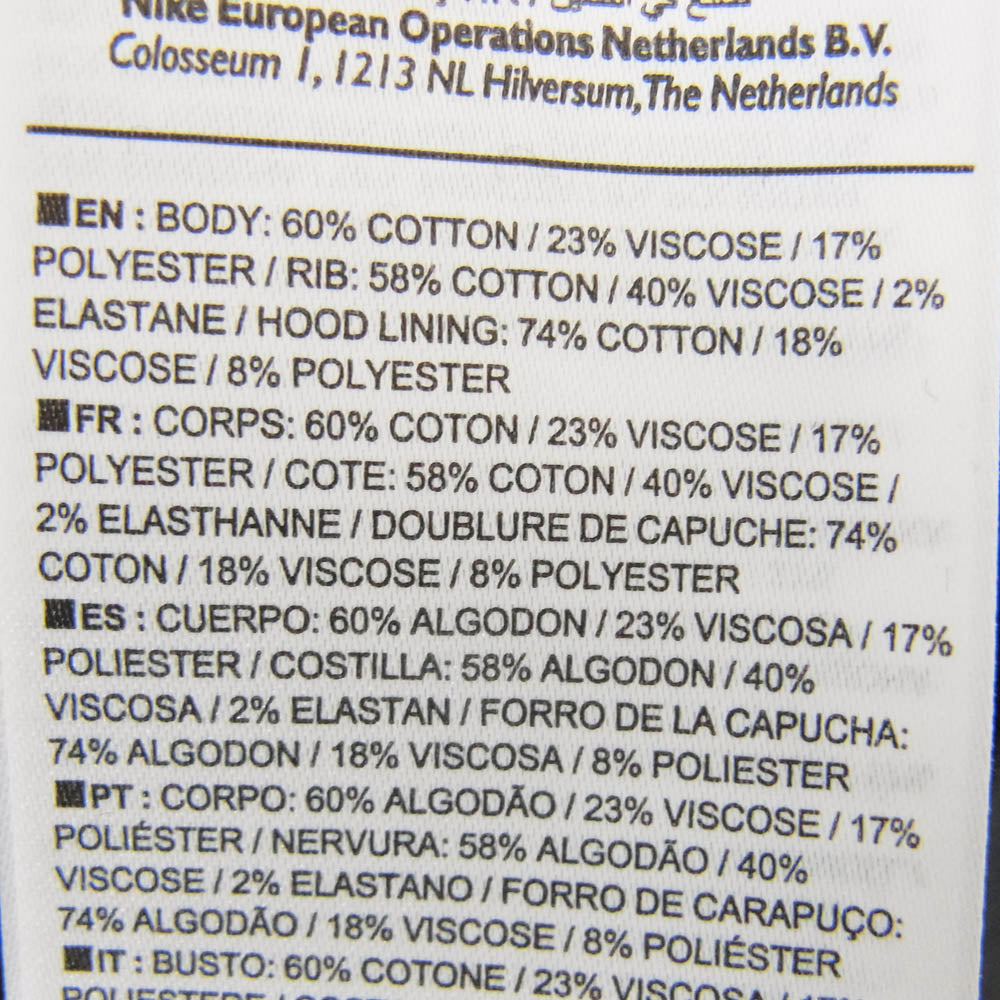 Nike European Operations Netherlands B.V.
Colosseum 1, 1213 NL Hilversum, The Netherlands
EN : BODY: 60% COTTON / 23% VISCOSE / 17%
POLYESTER / RIB: 58% COTTON / 40% VISCOSE / 2%
ELASTANE / HOOD LINING: 74% COTTON / 18%
VISCOSE / 8% POLYESTER
FR : CORPS: 60% COTON / 23% VISCOSE / 17%
POLYESTER / COTE: 58% COTON / 40% VISCOSE /
2% ELASTHANNE / DOUBLURE DE CAPUCHE: 74%
COTON / 18% VISCOSE / 8% POLYESTER
ES : CUERPO: 60% ALGODON / 23% VISCOSA / 17%
POLIESTER / COSTILLA: 58% ALGODON / 40%
VISCOSA / 2% ELASTAN / FORRO DE LA CAPUCHA:
74% ALGODON / 18% VISCOSA / 8% POLIESTER
PT : CORPO: 60% ALGODÃO / 23% VISCOSE / 17%
POLIÉSTER / NERVURA: 58% ALGODÃO / 40%
VISCOSE / 2% ELASTANO / FORRO DE CARAPUÇO:
74% ALGODÃO / 18% VISCOSE / 8% POLIÉSTER
IT : BUSTO: 60% COTONE / 23% VISCOSA /